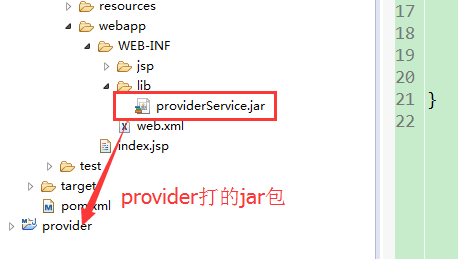 resources
17
webapp
18
WEB-INF
19
jsp
20
lib
providerService.jar
21 }
web.xml
22
index.jsp
test
target
provider打的jar包
pom.xml
provider